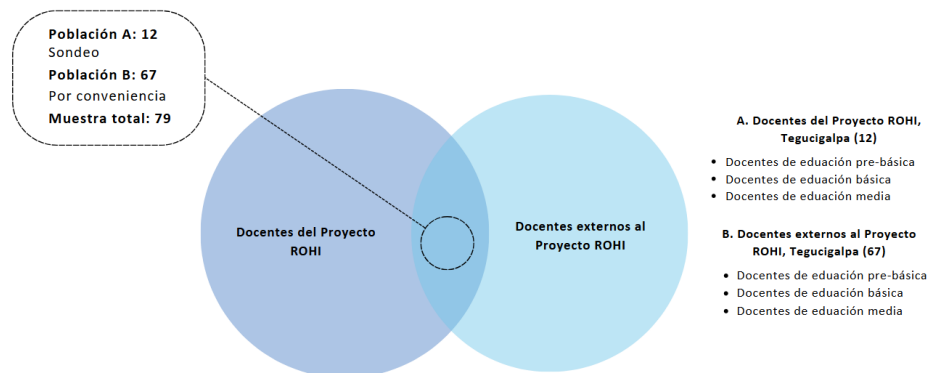 Población A: 12
Sondeo
Población B: 67
Por conveniencia
Muestra total: 79
Docentes del Proyecto
ROHI
Docentes externos al
Proyecto ROHI
A. Docentes del Proyecto ROHI,
Tegucigalpa (12)
• Docentes de eduación pre-básica
• Docentes de eduación básica
• Docentes de eduación media
B. Docentes externos al Proyecto
ROHI, Tegucigalpa (67)
• Docentes de eduación pre-básica
• Docentes de eduación básica
• Docentes de eduación media